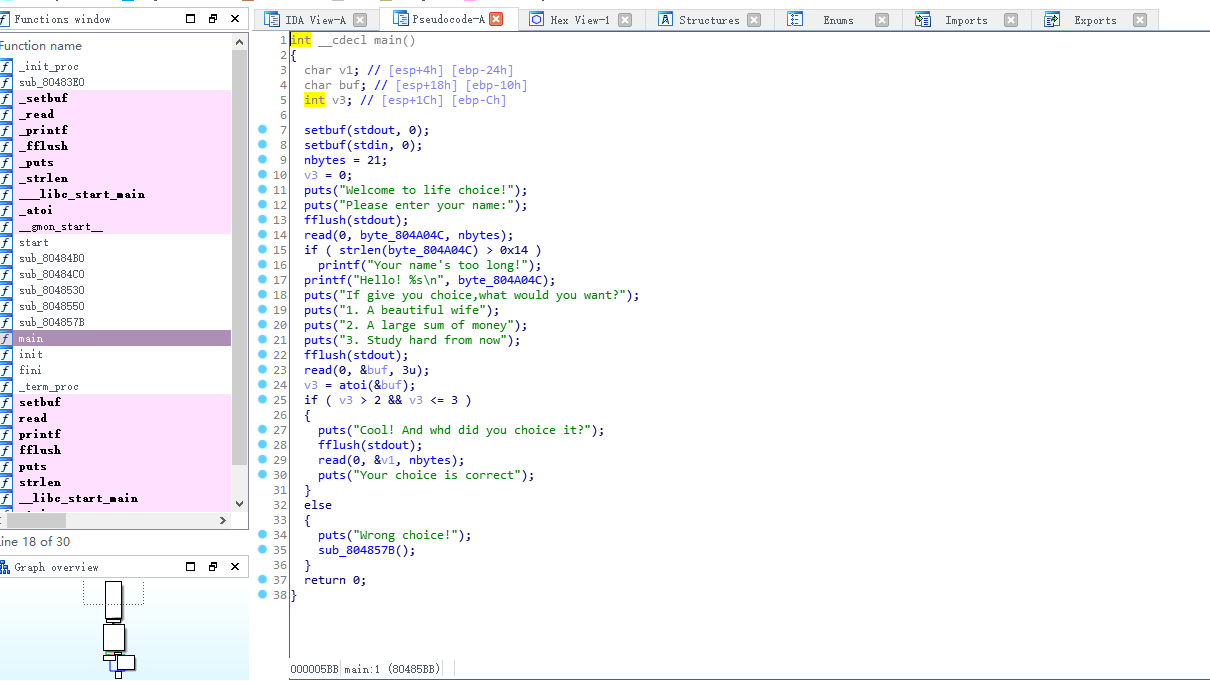 Functions window
IDA View-A
Pseudocode-A
Hex View-1
Structures
Enums
Imports
Exports
Function name
f _init_proc
f sub_80483E0
f _setbuf
f _read
f _printf
f _fflush
f _puts
f _strlen
f ___libc_start_main
f _atoi
f __gmon_start__
f start
f sub_80484B0
f sub_80484C0
f sub_8048530
f sub_8048550
f sub_804857B
f main
f init
f fini
f _term_proc
f setbuf
f read
f printf
f fflush
f puts
f strlen
f __libc_start_main
ine 18 of 30
Graph overview
1 int __cdecl main()
2 {
3 char v1; // [esp+4h] [ebp-24h]
4 char buf; // [esp+18h] [ebp-10h]
5 int v3; // [esp+1Ch] [ebp-Ch]
6
7 setbuf(stdout, 0);
8 setbuf(stdin, 0);
9 nbytes = 21;
10 v3 = 0;
11 puts("Welcome to life choice!");
12 puts("Please enter your name:");
13 fflush(stdout);
14 read(0, byte_804A04C, nbytes);
15 if ( strlen(byte_804A04C) > 0x14 )
16 printf("Your name's too long!");
17 printf("Hello! %s\n", byte_804A04C);
18 puts("If give you choice,what would you want?");
19 puts("1. A beautiful wife");
20 puts("2. A large sum of money");
21 puts("3. Study hard from now");
22 fflush(stdout);
23 read(0, &buf, 3u);
24 v3 = atoi(&buf);
25 if ( v3 > 2 && v3 <= 3 )
26 {
27 puts("Cool! And whd did you choice it?");
28 fflush(stdout);
29 read(0, &v1, nbytes);
30 puts("Your choice is correct");
31 }
32 else
33 {
34 puts("Wrong choice!");
35 sub_804857B();
36 }
37 return 0;
38 }
000005BB main:1 (80485BB)